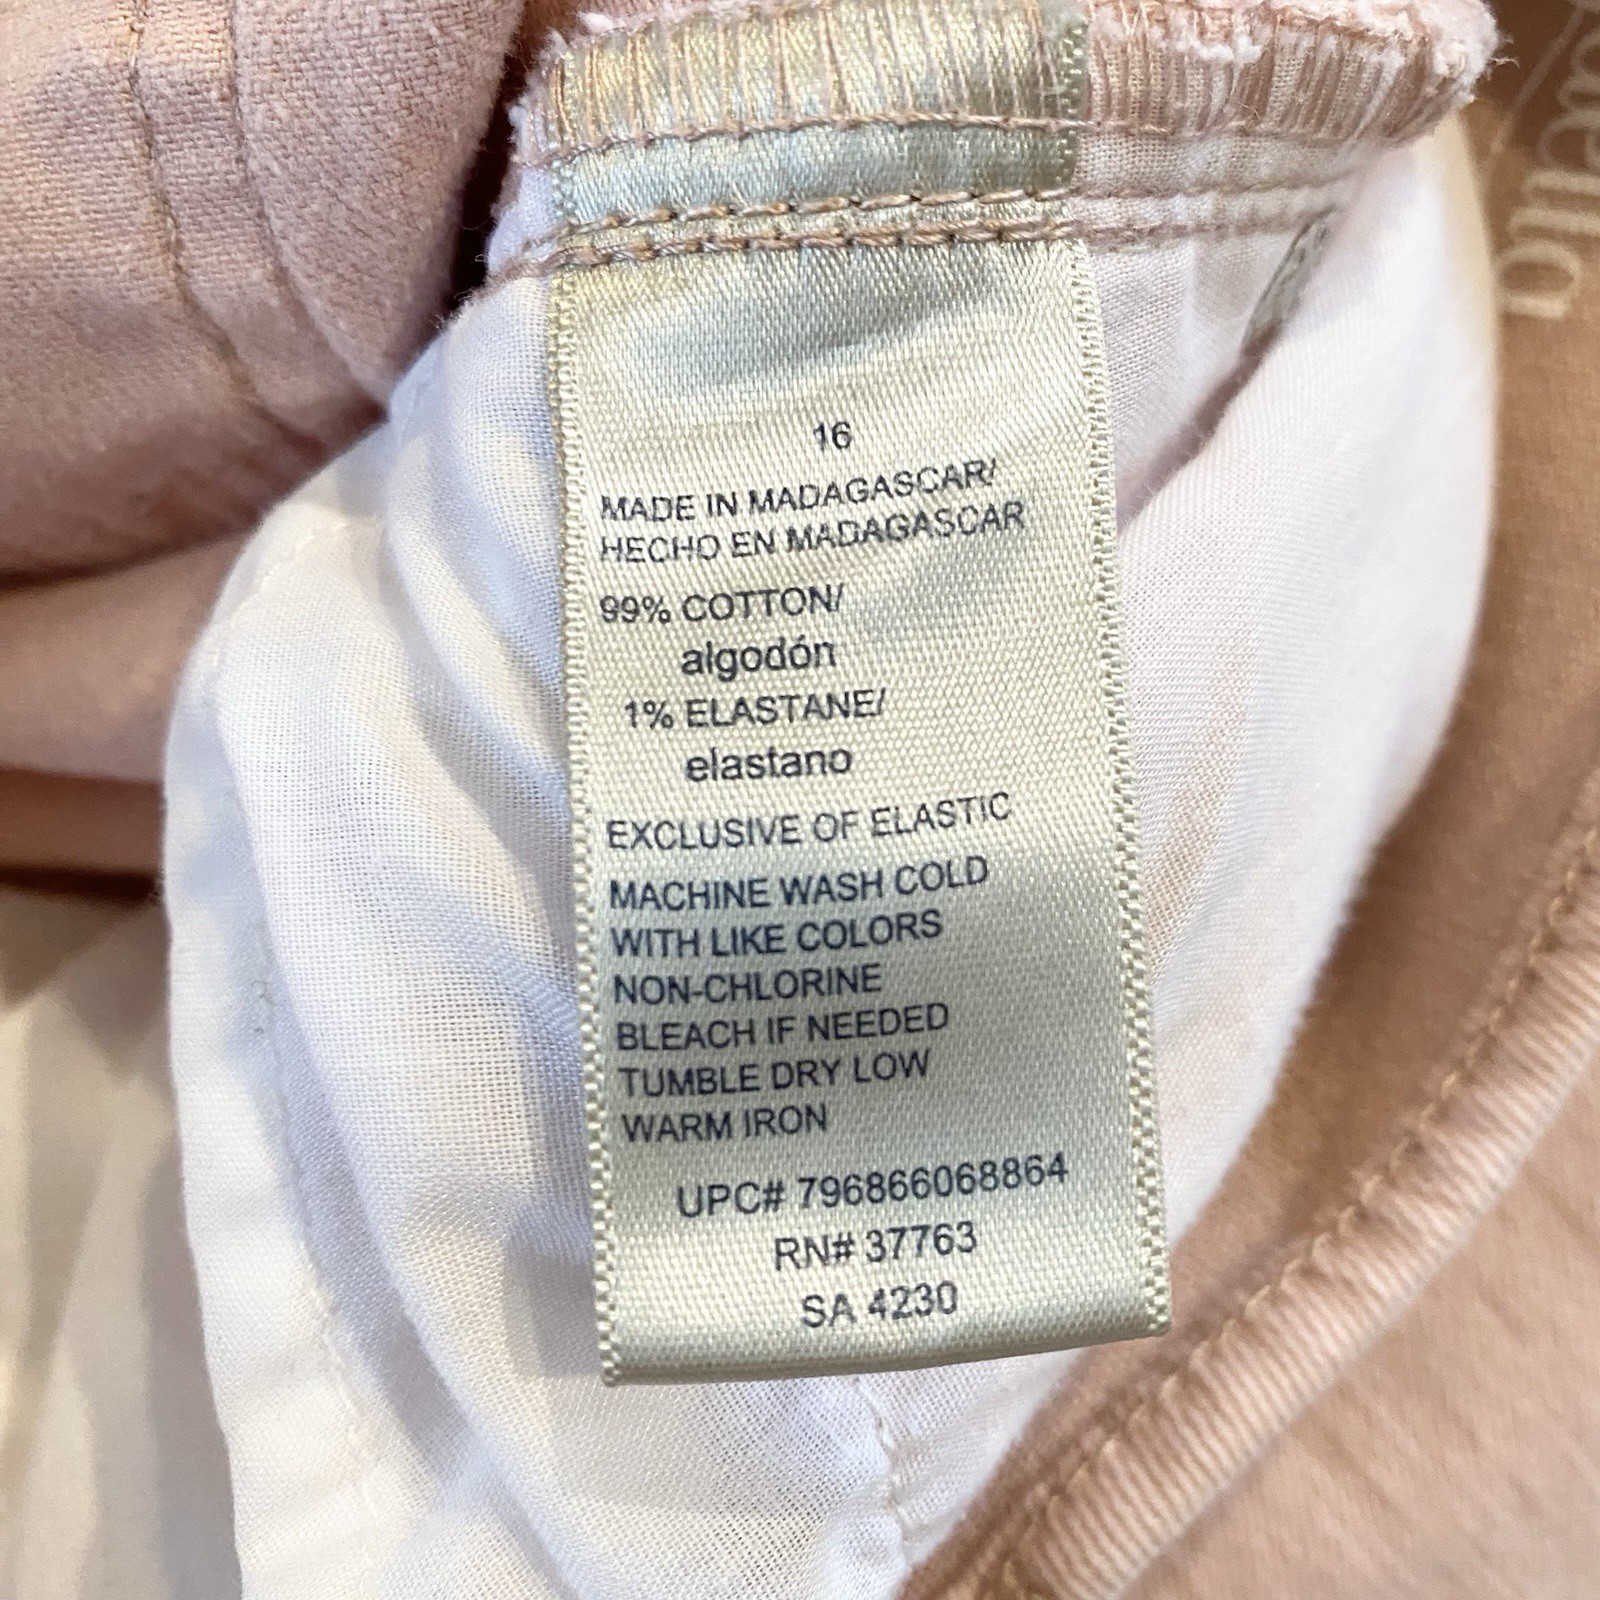 16
MADE IN MADAGASCAR/
HECHO EN MADAGASCAR
99% COTTON/
algodón
1% ELASTANE/
elastano
EXCLUSIVE OF ELASTIC
MACHINE WASH COLD
WITH LIKE COLORS
NON-CHLORINE
BLEACH IF NEEDED
TUMBLE DRY LOW
WARM IRON
UPC# 796866068864
RN# 37763
SA 4230